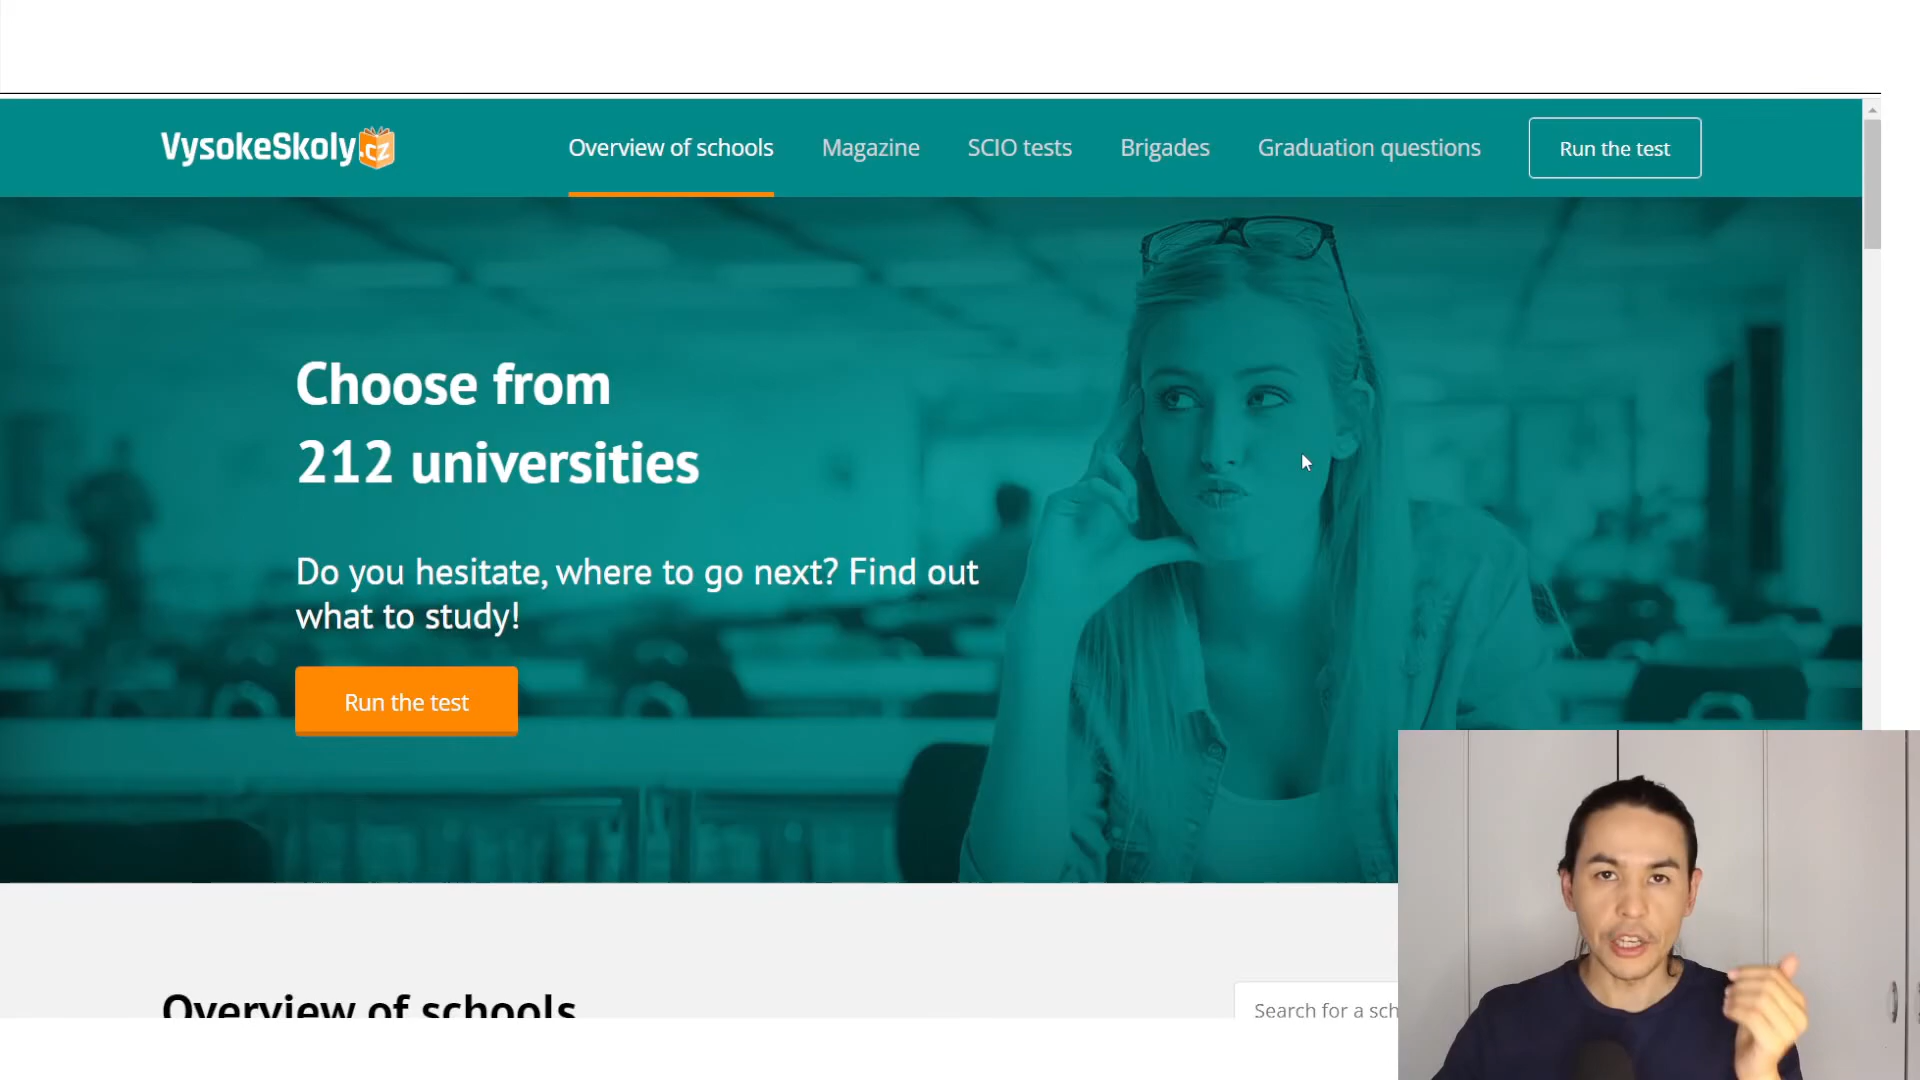 VysokeSkoly.cz
Overview of schools
Magazine
SCIO tests
Brigades
Graduation questions
Run the test
Choose from
212 universities
Do you hesitate, where to go next? Find out
what to study!
Run the test
Overview of schools
Search for a sch